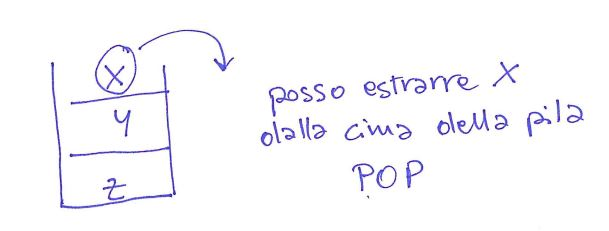 X
y
z
posso estrarre X
dalla cima della pila
POP